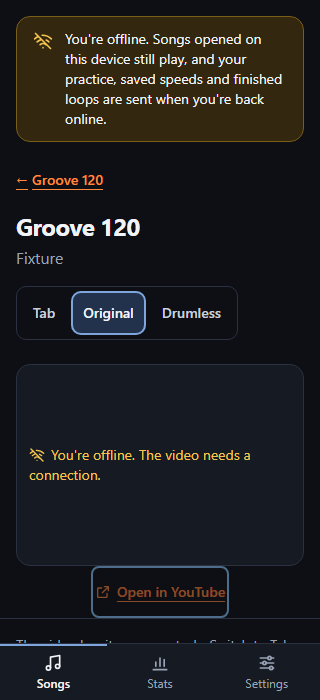 You're offline. Songs opened on
this device still play, and your
practice, saved speeds and finished
loops are sent when you're back
online.
← Groove 120
Groove 120
Fixture
Tab
Original
Drumless
You're offline. The video needs a
connection.
Open in YouTube
Songs
Stats
Settings